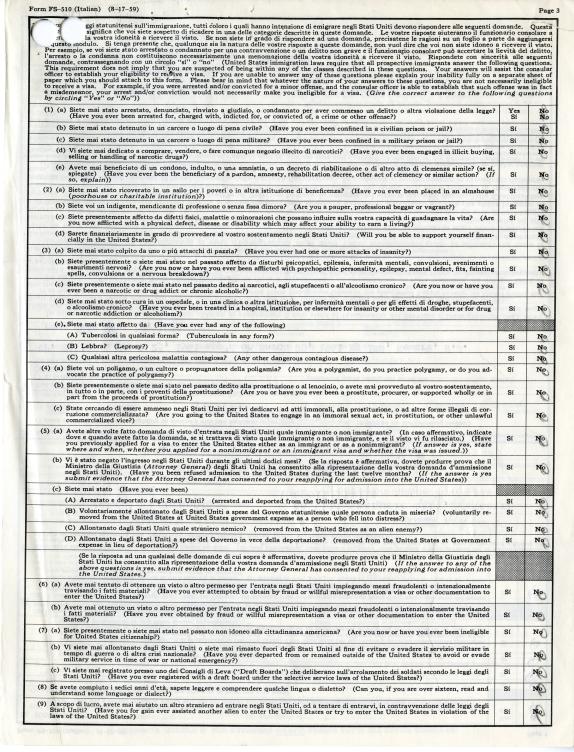 Form FS-510 (Italian) (8-17-59) Page 3
ggi statunitensi sull'immigrazione, tutti coloro i quali hanno intenzione di emigrare negli Stati Uniti devono rispondere alle seguenti domande. Questa
significa che voi siete sospetto di ricadere in una delle categorie descritte in queste domande. Le vostre risposte aiuteranno il funzionario consolare a
la vostra idoneità a ricevere il visto. Se non siete in grado di rispondere ad una domanda, precisatene le ragioni su un foglio a parte da aggiungersi
questo modulo. Si tenga presente che, qualunque sia la natura delle vostre risposte a queste domande, non vuol dire che voi non siete idoneo a ricevere il visto.
Per esempio, se voi siete stato arrestato e condannato per una contravvenzione o un delitto non grave e il funzionario consolare può accertare la lievità del delitto,
l'arresto o la condanna non costituiscono necessariamente una menomazione della vostra idoneità a ricevere il visto. Rispondete con sincerità alle seguenti
domande, contrassegnando con un circolo "sì" o "no" (United States immigration laws require that all prospective immigrants answer the following questions.
This requirement does not imply that you are suspected of being within any of the classes described in these questions. Your answers will assist the consular
officer to establish your eligibility to receive a visa. If you are unable to answer any of these questions please explain your inability fully on a separate sheet of
paper which you should attach to this form. Please bear in mind that whatever the nature of your answers to these questions, you are not necessarily ineligible
to receive a visa. For example, if you were arrested and/or convicted for a minor offense, and the consular officer is able to establish that such offense was in fact
a misdemeanor, your arrest and/or conviction would not necessarily make you ineligible for a visa. (Give the correct answer to the following questions
by circling "Yes" or "No"))
(1) (a) Siete mai stato arrestato, denunciato, rinviato a giudizio, o condannato per aver commesso un delitto o altra violazione della legge? Yes No
(Have you ever been arrested for, charged with, indicted for, or convicted of, a crime or other offense?) Sí No
(b) Siete mai stato detenuto in un carcere o luogo di pena civile? (Have you ever been confined in a civilian prison or jail?) Sí No
(c) Siete mai stato detenuto in un carcere o luogo di pena militare? (Have you ever been confined in a military prison or jail?) Sí No
(d) Vi siete mai dedicato a comprare, vendere, o fare comunque negozio illecito di narcotici? (Have you ever been engaged in illicit buying, Sí No
selling or handling of narcotic drugs?)
(e) Avete mai beneficiato di un condono, indulto, o una amnistia, o un decreto di riabilitazione o di altro atto di clemenza simile? (se sì,
spiegate) (Have you ever been the beneficiary of a pardon, amnesty, rehabilitation decree, other act of clemency or similar action? (If Sí No
so, explain))
(2) (a) Siete mai stato ricoverato in un asilo per i poveri o in altra istituzione di beneficenza? (Have you ever been placed in an almshouse Sí No
(poorhouse or charitable institution)?)
(b) Siete voi un indigente, mendicante di professione o senza fissa dimora? (Are you a pauper, professional beggar or vagrant?) Sí No
(c) Siete presentemente affetto da difetti fisici, malattie o minorazioni che possano influire sulla vostra capacità di guadagnare la vita? (Are Sí No
you now afflicted with a physical defect, disease or disability which may affect your ability to earn a living?)
(d) Sarete finanziariamente in grado di provvedere al vostro sostentamento negli Stati Uniti? (Will you be able to support yourself finan- Sí No
cially in the United States?)
(3) (a) Siete mai stato colpito da uno o più attacchi di pazzia? (Have you ever had one or more attacks of insanity?) Sí No
(b) Siete presentemente o siete mai stato nel passato affetto da disturbi psicopatici, epilessia, infermità mentali, convulsioni, svenimenti o
esaurimenti nervosi? (Are you now or have you ever been afflicted with psychopathic personality, epilepsy, mental defect, fits, fainting Sí No
spells, convulsions or a nervous breakdown?)
(c) Siete presentemente o siete mai stato nel passato dedito ai narcotici, agli stupefacenti o all'alcoolismo cronico? (Are you now or have you Sí No
ever been a narcotic or drug addict or chronic alcoholic?)
(d) Siete mai stato sotto cura in un ospedale, o in una clinica o altra istituzione, per infermità mentali o per gli effetti di droghe, stupefacenti,
o alcoolismo cronico? (Have you ever been treated in a hospital, institution or elsewhere for insanity or other mental disorder or for drug Sí No
or narcotic addiction or alcoholism?)
(e) Siete mai stato affetto da: (Have you ever had any of the following)
(A) Tubercolosi in qualsiasi forma? (Tuberculosis in any form?) Sí No
(B) Lebbra? (Leprosy?) Sí No
(C) Qualsiasi altra pericolosa malattia contagiosa? (Any other dangerous contagious disease?) Sí No
(4) (a) Siete voi un poligamo, o un cultore o propugnatore della poligamia? (Are you a polygamist, do you practice polygamy, or do you ad- Sí No
vocate the practice of polygamy?)
(b) Siete presentemente o siete mai stato nel passato dedito alla prostituzione o al lenocinio, o avete mai provveduto al vostro sostentamento,
in tutto o in parte, con i proventi della prostituzione? (Are you or have you ever been a prostitute, procurer, or supported wholly or in Sí No
part from the proceeds of prostitution?)
(c) State cercando di essere ammesso negli Stati Uniti per ivi dedicarvi ad atti immorali, alla prostituzione, o ad altre forme illegali di cor-
ruzione commercializzata? (Are you going to the United States to engage in an immoral sexual act, in prostitution, or other unlawful Sí No
commercialized vice?)
(5) (a) Avete altre volte fatto domanda di visto d'entrata negli Stati Uniti quale immigrante o non immigrante? (In caso affermativo, indicate
dove e quando avete fatta la domanda, se si trattava di visto quale immigrante o non immigrante, e se il visto vi fu rilasciato.) (Have Sí No
you previously applied for a visa to enter the United States either as an immigrant or as a nonimmigrant? (If answer is yes, state
where and when, whether you applied for a nonimmigrant or an immigrant visa and whether the visa was issued.))
(b) Vi è stato negato l'ingresso negli Stati Uniti durante gli ultimi dodici mesi? (Se la risposta è affermativa, dovete produrre prova che il
Ministro della Giustizia (Attorney General) degli Stati Uniti ha consentito alla ripresentazione della vostra domanda d'ammissione
negli Stati Uniti). (Have you been refused admission to the United States during the last twelve months? (If the answer is yes Sí No
submit evidence that the Attorney General has consented to your reapplying for admission into the United States))
(c) Siete mai stato (Have you ever been)
(A) Arrestato e deportato dagli Stati Uniti? (arrested and deported from the United States?) Sí No
(B) Volontariamente allontanato dagli Stati Uniti a spese del Governo statunitense quale persona caduta in miseria? (voluntarily re- Sí No
moved from the United States at United States government expense as a person who fell into distress?)
(C) Allontanato dagli Stati Uniti quale straniero nemico? (removed from the United States as an alien enemy?) Sí No
(D) Allontanato dagli Stati Uniti a spese del Governo in vece della deportazione? (removed from the United States at Government Sí No
expense in lieu of deportation?)
(Se la risposta ad una qualsiasi delle domande di cui sopra è affermativa, dovete produrre prova che il Ministro della Giustizia degli
Stati Uniti ha consentito alla ripresentazione della vostra domanda d'ammissione negli Stati Uniti) (If the answer to any of the
above questions is yes, submit evidence that the Attorney General has consented to your reapplying for admission into
the United States.)
(6) (a) Avete mai tentato di ottenere un visto o altro permesso per l'entrata negli Stati Uniti impiegando mezzi fraudolenti o intenzionalmente
travisando i fatti materiali? (Have you ever attempted to obtain by fraud or willful misrepresentation a visa or other documentation to Sí No
enter the United States?)
(b) Avete mai ottenuto un visto o altro permesso per l'entrata negli Stati Uniti impiegando mezzi fraudolenti o intenzionalmente travisando
i fatti materiali? (Have you ever obtained by fraud or willful misrepresentation a visa or other documentation to enter the United Sí No
States?)
(7) (a) Siete presentemente o siete mai stato nel passato non idoneo alla cittadinanza americana? (Are you now or have you ever been ineligible Sí No
for United States citizenship?)
(b) Vi siete mai allontanato dagli Stati Uniti o siete mai rimasto fuori degli Stati Uniti al fine di evitare o evadere il servizio militare in
tempo di guerra o di altra crisi nazionale? (Have you ever departed from or remained outside of the United States to avoid or evade Sí No
military service in time of war or national emergency?)
(c) Vi siete mai registrato presso uno dei Consigli di Leva ("Draft Boards") che deliberano sull'arrolamento dei soldati secondo le leggi degli Sí No
Stati Uniti? (Have you ever registered with a draft board under the selective service laws of the United States?)
(8) Se avete compiuto i sedici anni d'età, sapete leggere e comprendere qualche lingua o dialetto? (Can you, if you are over sixteen, read and Sí No
understand some language or dialect?)
(9) A scopo di lucro, avete mai aiutato un altro straniero ad entrare negli Stati Uniti, od a tentare di entrarvi, in contravvenzione delle leggi degli
Stati Uniti? (Have you for gain ever assisted another alien to enter the United States or try to enter the United States in violation of the Sí No
laws of the United States?)